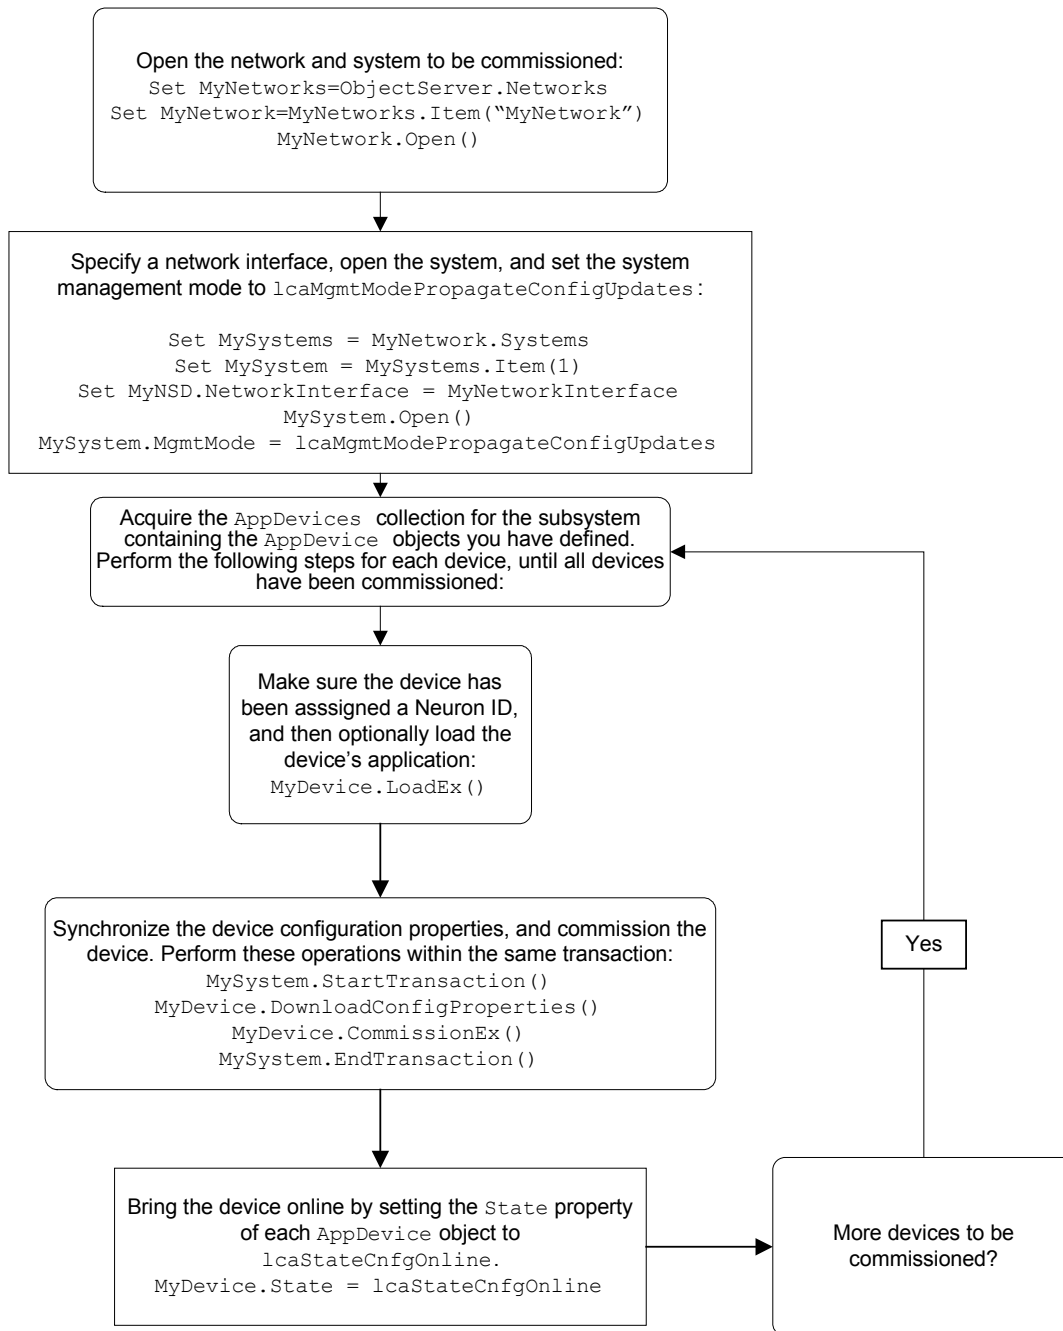 Open the network and system to be commissioned:
Set MyNetworks=ObjectServer.Networks
Set MyNetwork=MyNetworks.Item(“MyNetwork”)
MyNetwork.Open()
Specify a network interface, open the system, and set the system
management mode to lcaMgmtModePropagateConfigUpdates:
Set MySystems = MyNetwork.Systems
Set MySystem = MySystems.Item(1)
Set MyNSD.NetworkInterface = MyNetworkInterface
MySystem.Open()
MySystem.MgmtMode = lcaMgmtModePropagateConfigUpdates
Acquire the AppDevices collection for the subsystem
containing the AppDevice objects you have defined.
Perform the following steps for each device, until all devices
have been commissioned:
Make sure the device has
been asssigned a Neuron ID,
and then optionally load the
device’s application:
MyDevice.LoadEx()
Synchronize the device configuration properties, and commission the
device. Perform these operations within the same transaction:
MySystem.StartTransaction()
MyDevice.DownloadConfigProperties()
MyDevice.CommissionEx()
MySystem.EndTransaction()
Yes
Bring the device online by setting the State property
of each AppDevice object to
lcaStateCnfgOnline.
MyDevice.State = lcaStateCnfgOnline
More devices to be
commissioned?